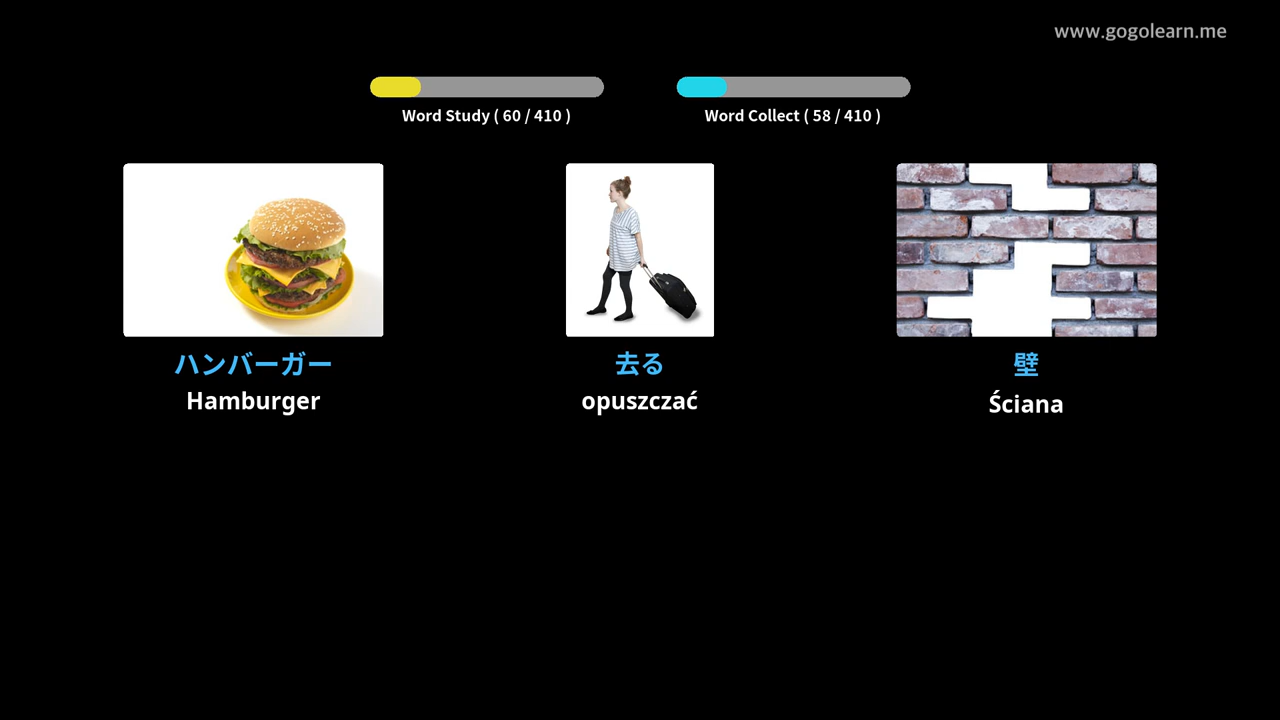 www.gogolearn.me
Word Study ( 60 / 410 )
Word Collect ( 58 / 410 )
ハンバーガー
Hamburger
去る
opuszczać
壁
Ściana